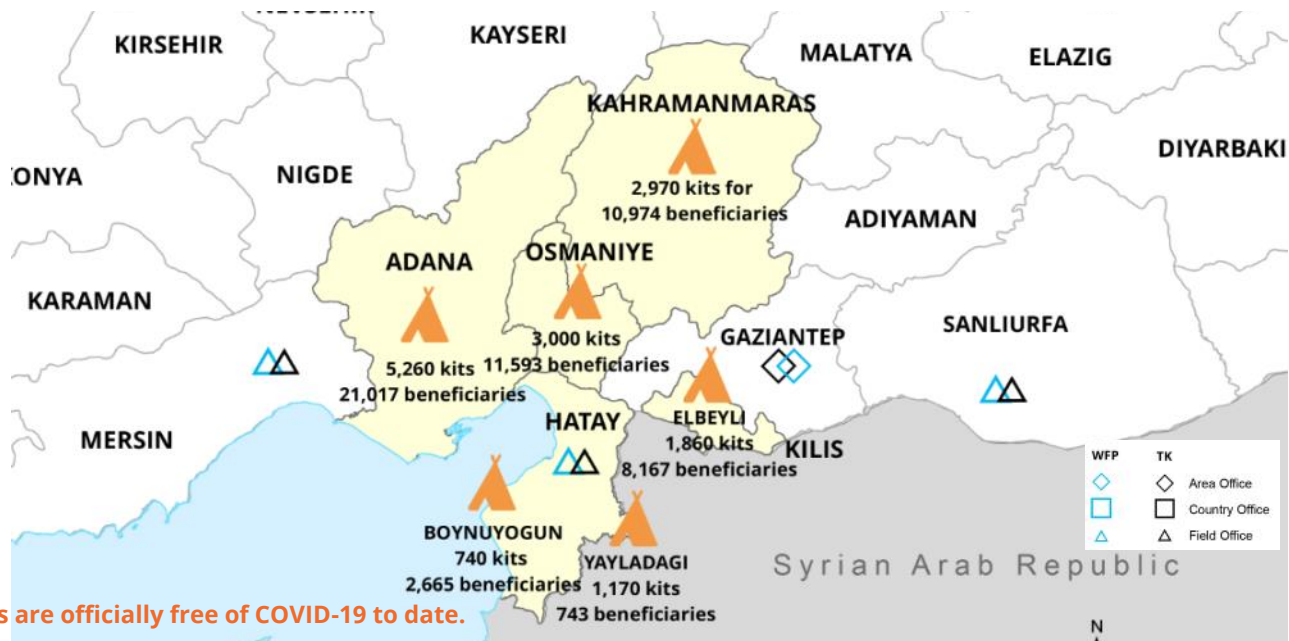 KIRSEHIR
KAYSERI
MALATYA
ELAZIG
KAHRAMANMARAS
2,970 kits for
10,974 beneficiaries
DIYARBAKI
ONYA
NIGDE
ADIYAMAN
ADANA
5,260 kits
21,017 beneficiaries
OSMANIYE
3,000 kits
11,593 beneficiaries
KARAMAN
GAZIANTEP
SANLIURFA
MERSIN
HATAY
ELBEYLI
1,860 kits
8,167 beneficiaries
KILIS
BOYNUYOGUN
740 kits
2,665 beneficiaries
YAYLADAGI
1,170 kits
743 beneficiaries
WFP TK
Area Office
Country Office
Field Office
Syrian Arab Republic
s are officially free of COVID-19 to date.
N